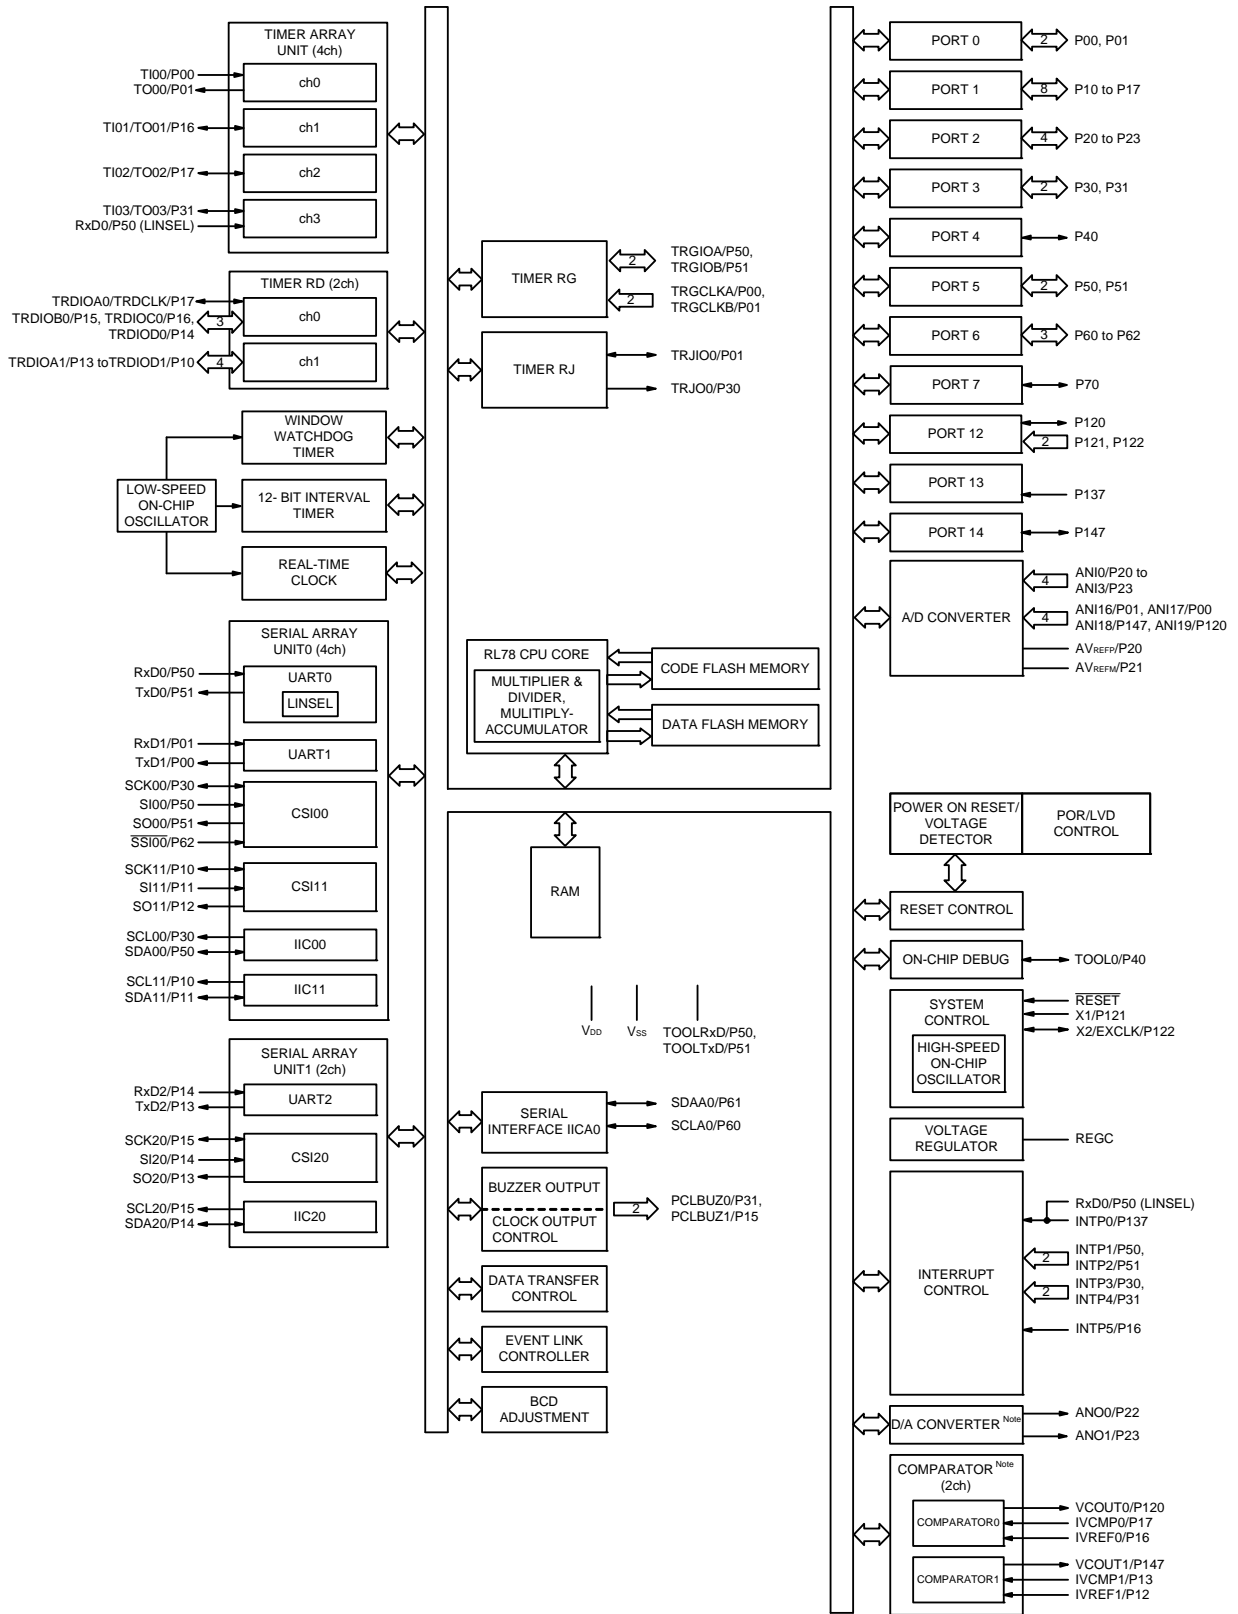 TIMER ARRAY
UNIT (4ch)
TI00/P00
TO00/P01
ch0
TI01/TO01/P16
ch1
TI02/TO02/P17
ch2
TI03/TO03/P31
RxD0/P50 (LINSEL)
ch3
TIMER RD (2ch)
TRDIOA0/TRDCLK/P17
TRDIOB0/P15, TRDIOC0/P16,
TRDIOD0/P14
3
ch0
TRDIOA1/P13 toTRDIOD1/P10
4
ch1
WINDOW
WATCHDOG
TIMER
LOW-SPEED
ON-CHIP
OSCILLATOR
12- BIT INTERVAL
TIMER
REAL-TIME
CLOCK
SERIAL ARRAY
UNIT0 (4ch)
RxD0/P50
TxD0/P51
UART0
LINSEL
RxD1/P01
TxD1/P00
UART1
SCK00/P30
SI00/P50
SO00/P51
SSI00/P62
CSI00
SCK11/P10
SI11/P11
SO11/P12
CSI11
SCL00/P30
SDA00/P50
IIC00
SCL11/P10
SDA11/P11
IIC11
SERIAL ARRAY
UNIT1 (2ch)
RxD2/P14
TxD2/P13
UART2
SCK20/P15
SI20/P14
SO20/P13
CSI20
SCL20/P15
SDA20/P14
IIC20
TIMER RG
2
TRGIOA/P50,
TRGIOB/P51
2
TRGCLKA/P00,
TRGCLKB/P01
TIMER RJ
TRJIO0/P01
TRJO0/P30
RL78 CPU CORE
MULTIPLIER &
DIVIDER,
MULITIPLY-
ACCUMULATOR
CODE FLASH MEMORY
DATA FLASH MEMORY
RAM
VDD
VSS
TOOLRxD/P50,
TOOLTxD/P51
SERIAL
INTERFACE IICA0
SDAA0/P61
SCLA0/P60
BUZZER OUTPUT
CLOCK OUTPUT
CONTROL
2
PCLBUZ0/P31,
PCLBUZ1/P15
DATA TRANSFER
CONTROL
EVENT LINK
CONTROLLER
BCD
ADJUSTMENT
PORT 0
2
P00, P01
PORT 1
8
P10 to P17
PORT 2
4
P20 to P23
PORT 3
2
P30, P31
PORT 4
P40
PORT 5
2
P50, P51
PORT 6
3
P60 to P62
PORT 7
P70
PORT 12
P120
2
P121, P122
PORT 13
P137
PORT 14
P147
A/D CONVERTER
4
ANI0/P20 to
ANI3/P23
4
ANI16/P01, ANI17/P00
ANI18/P147, ANI19/P120
AVREFP/P20
AVREFM/P21
POWER ON RESET/
VOLTAGE
DETECTOR
POR/LVD
CONTROL
RESET CONTROL
ON-CHIP DEBUG
TOOL0/P40
SYSTEM
CONTROL
HIGH-SPEED
ON-CHIP
OSCILLATOR
RESET
X1/P121
X2/EXCLK/P122
VOLTAGE
REGULATOR
REGC
INTERRUPT
CONTROL
RxD0/P50 (LINSEL)
INTP0/P137
2
INTP1/P50,
INTP2/P51
2
INTP3/P30,
INTP4/P31
INTP5/P16
D/A CONVERTER Note
ANO0/P22
ANO1/P23
COMPARATOR Note
(2ch)
COMPARATOR0
VCOUT0/P120
IVCMP0/P17
IVREF0/P16
COMPARATOR1
VCOUT1/P147
IVCMP1/P13
IVREF1/P12